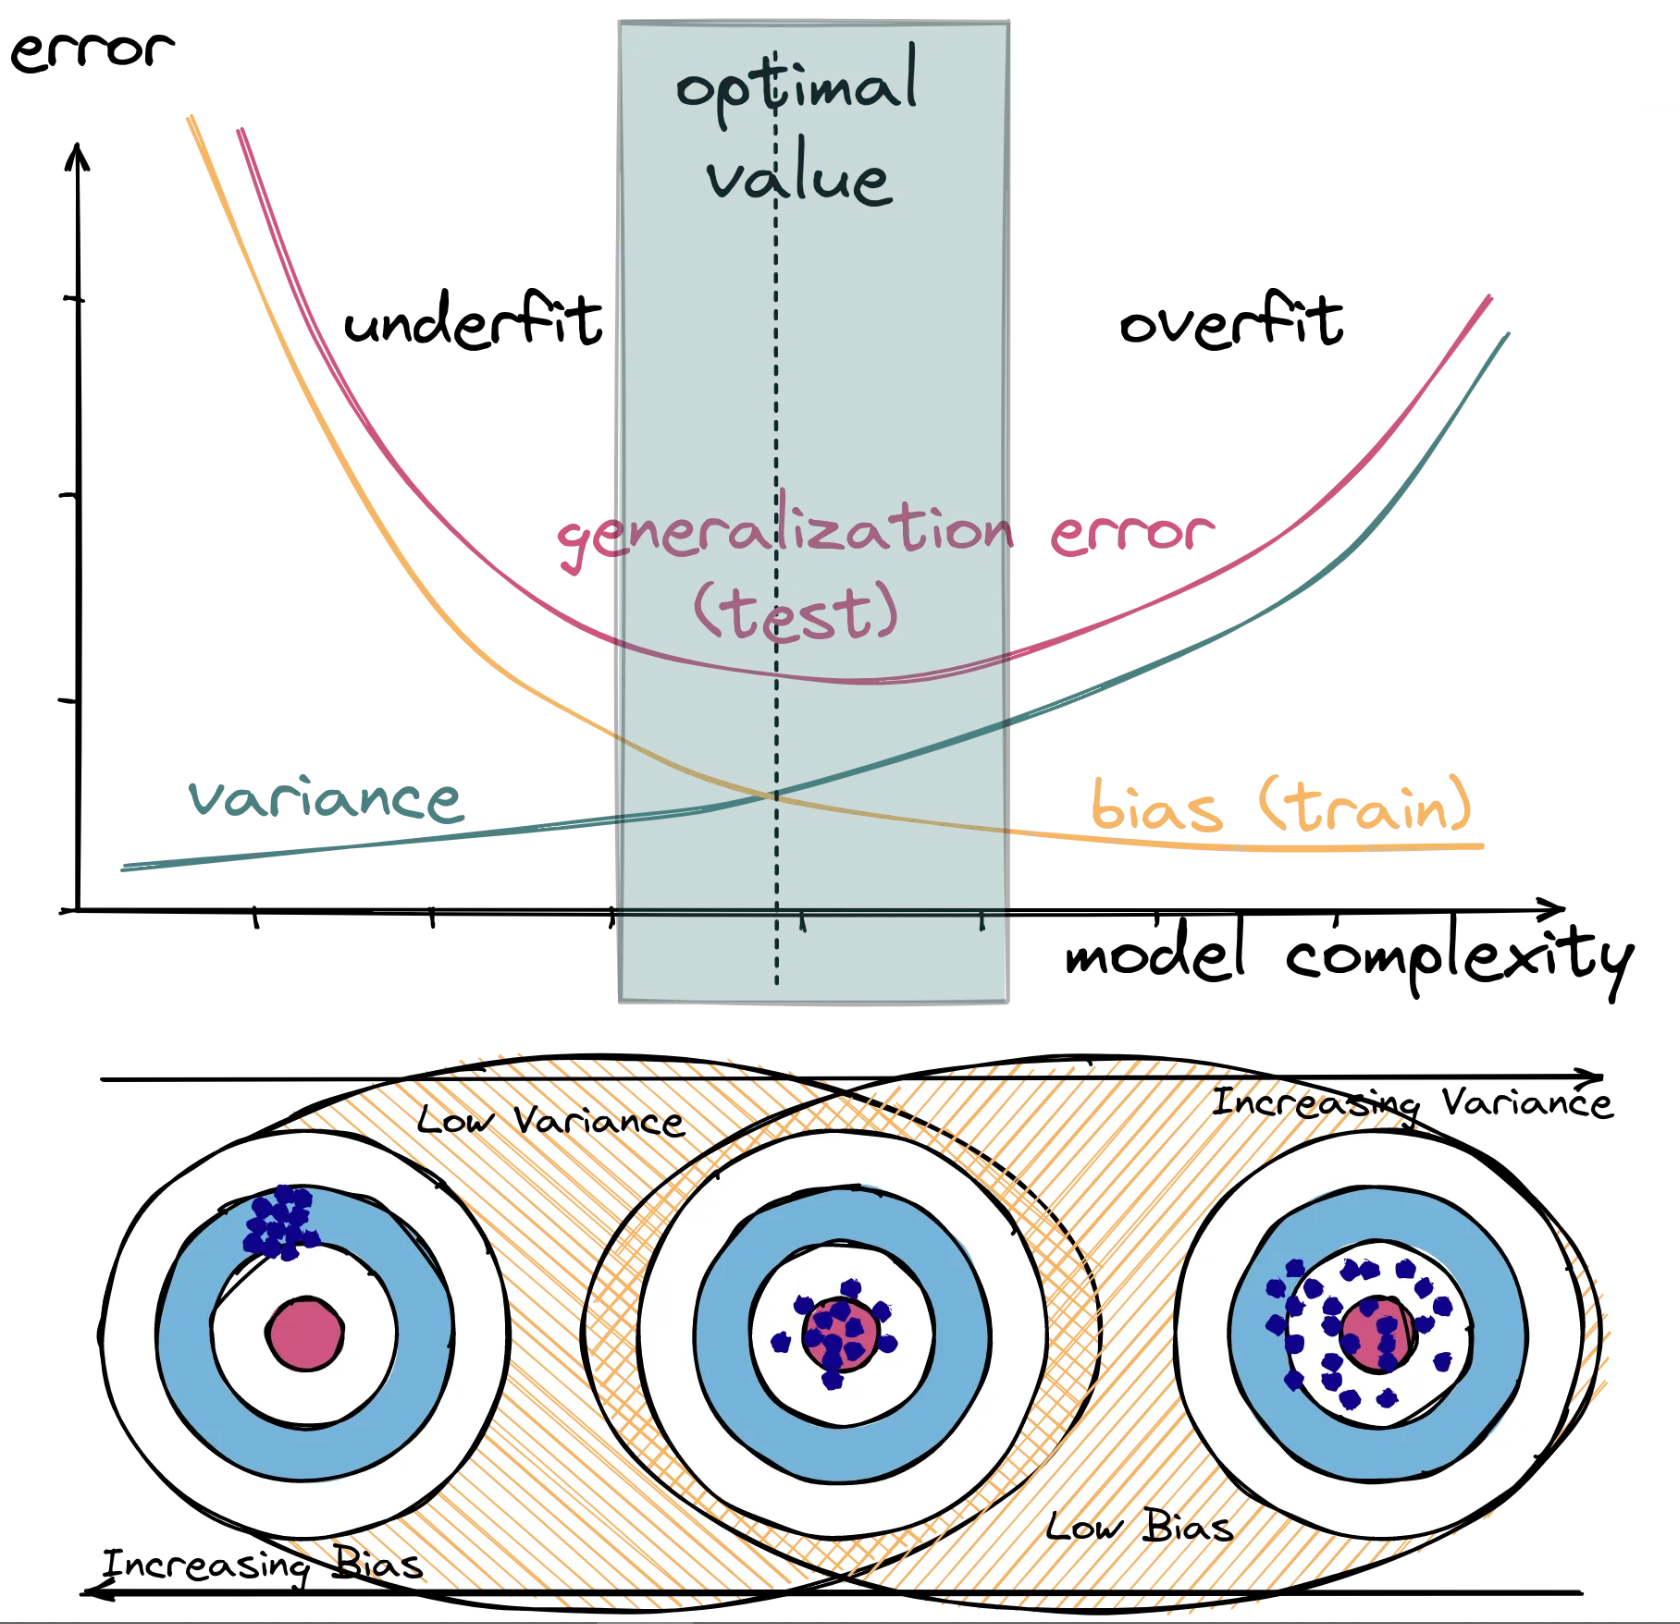 error
optimal
value
underfit
overfit
generalization error
(test)
variance
bias (train)
model complexity
Low Variance
Increasing Variance
Low Bias
Increasing Bias